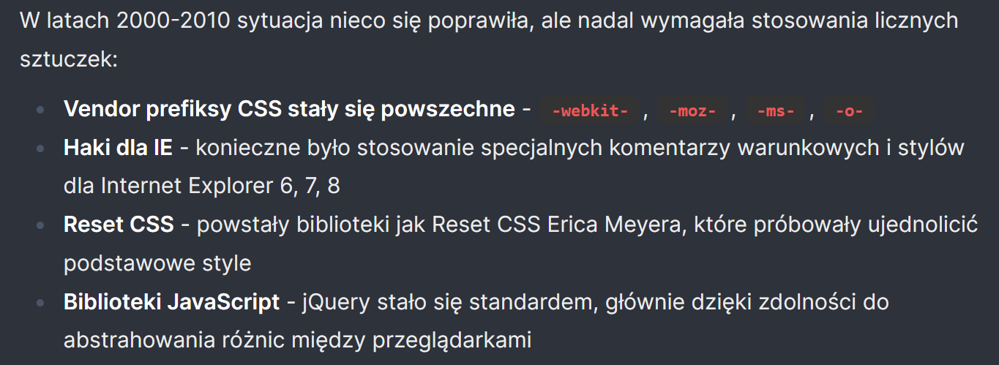 W latach 2000-2010 sytuacja nieco się poprawiła, ale nadal wymagała stosowania licznych
sztuczek:
• Vendor prefiksy CSS stały się powszechne - -webkit- , -moz- , -ms- , -o-
• Haki dla IE - konieczne było stosowanie specjalnych komentarzy warunkowych i stylów
dla Internet Explorer 6, 7, 8
• Reset CSS - powstały biblioteki jak Reset CSS Erica Meyera, które próbowały ujednolicić
podstawowe style
• Biblioteki JavaScript - jQuery stało się standardem, głównie dzięki zdolności do
abstrahowania różnic między przeglądarkami